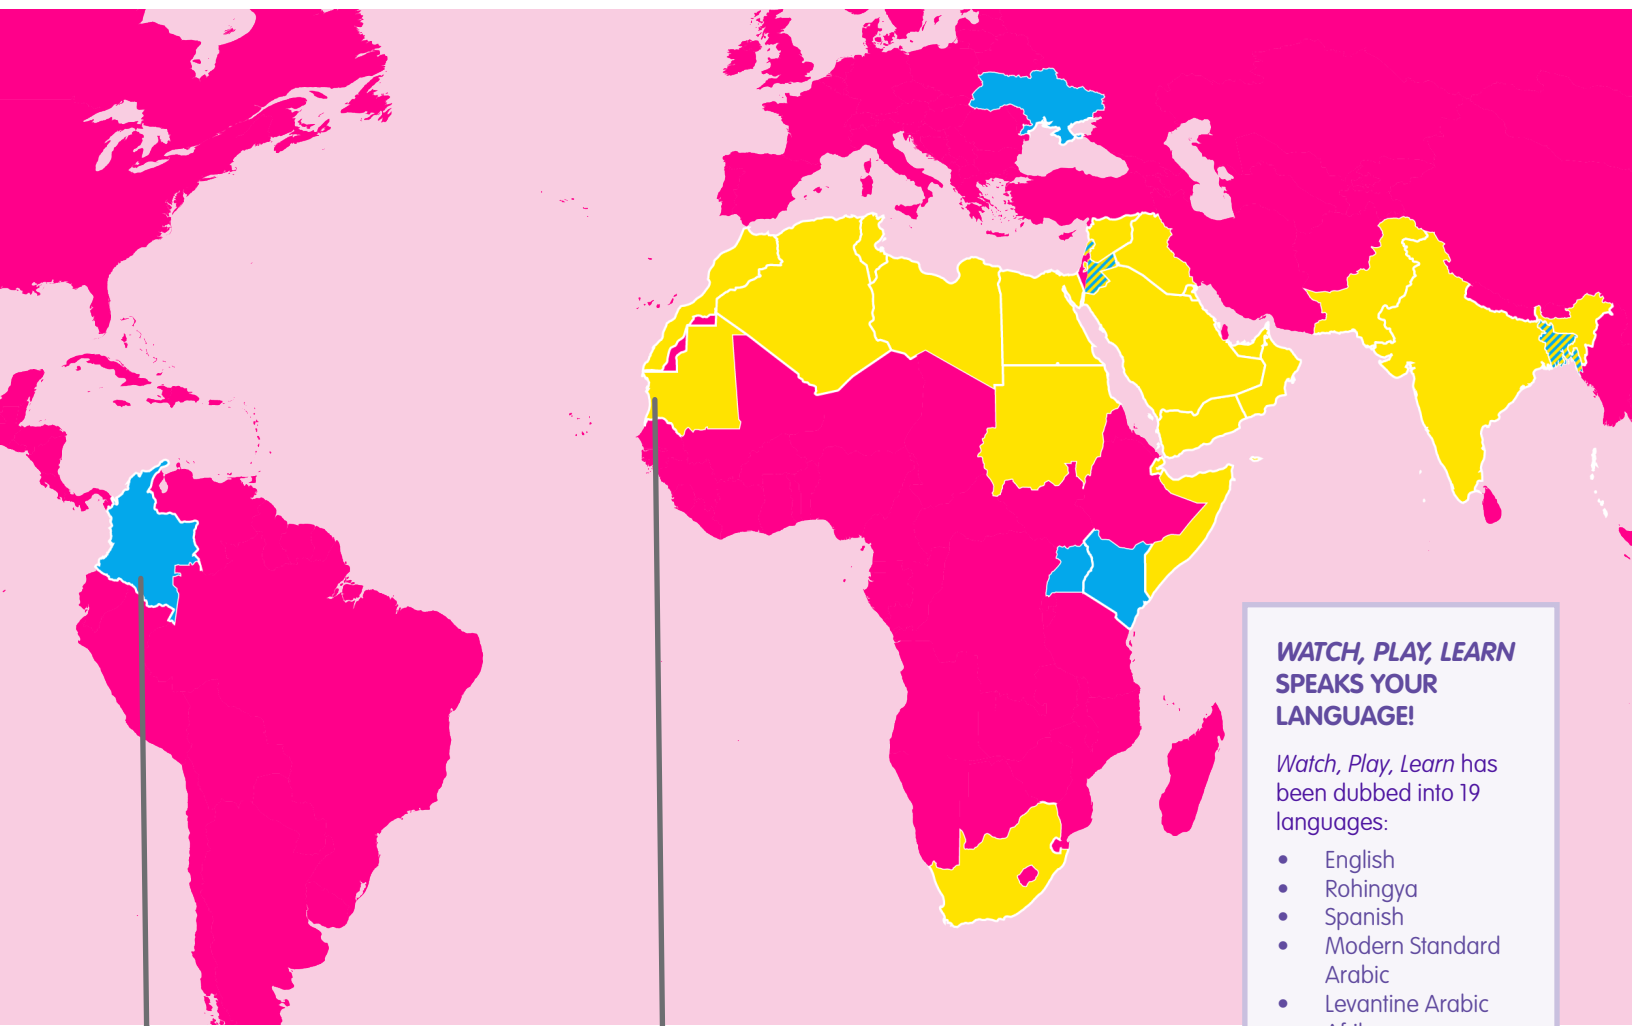 WATCH, PLAY, LEARN
SPEAKS YOUR
LANGUAGE!
Watch, Play, Learn has
been dubbed into 19
languages:
• English
• Rohingya
• Spanish
• Modern Standard
Arabic
• Levantine Arabic